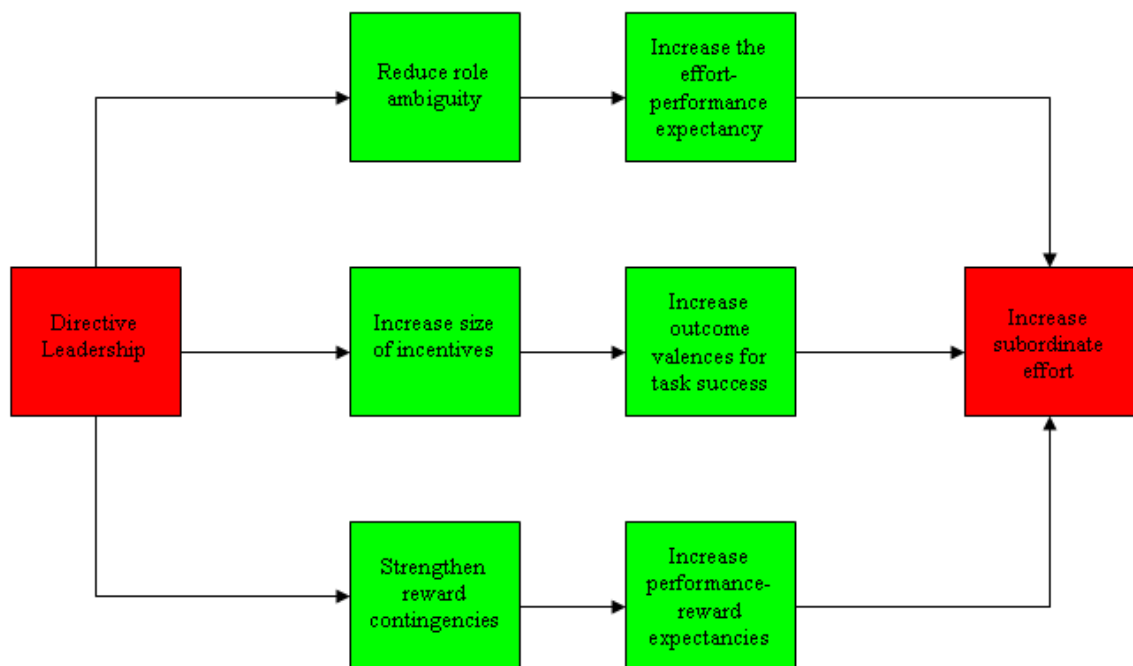 Reduce role
ambiguity
Increase the
effort-
performance
expectancy
Directive
Leadership
Increase size
of incentives
Increase
outcome
valences for
task success
Increase
subordinate
effort
Strengthen
reward
contingencies
Increase
performance-
reward
expectancies